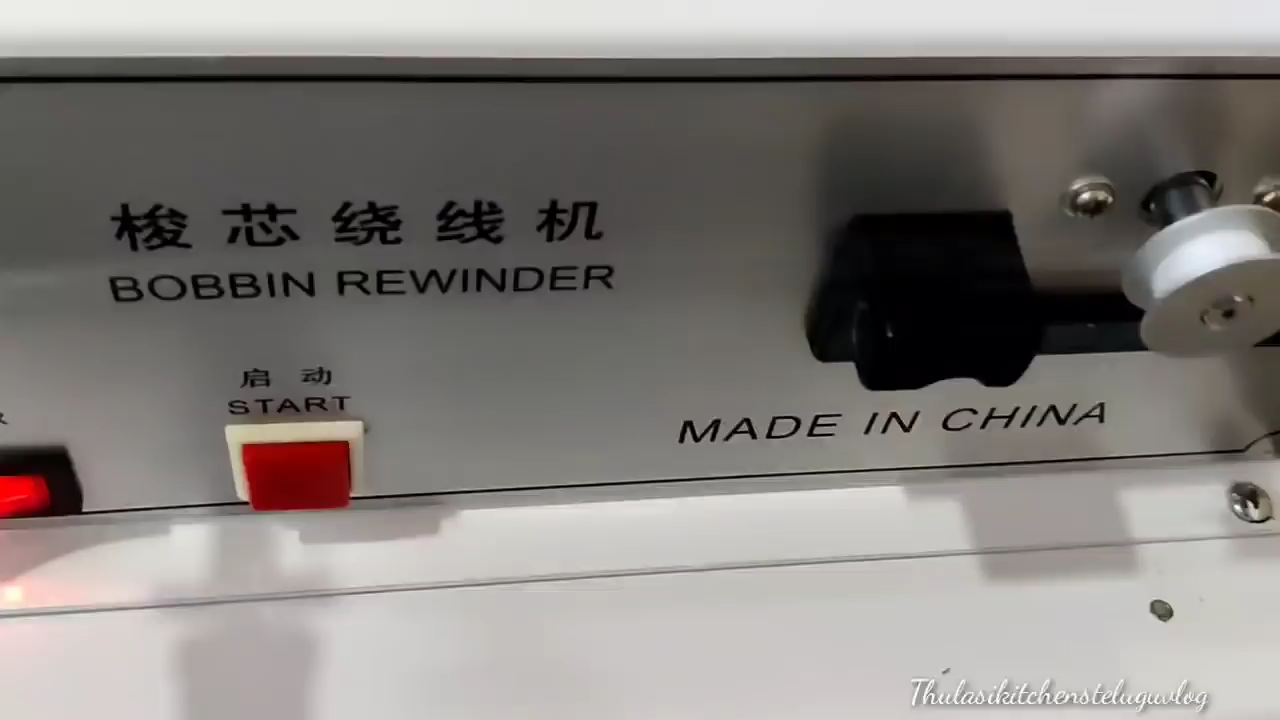 梭芯绕线机
BOBBIN REWINDER
启动
START
MADE IN CHINA
Thulasikitchensteluguvlog